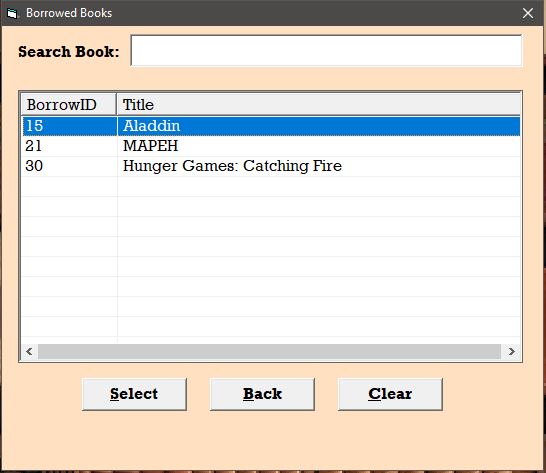 Borrowed Books
Search Book:
BorrowID Title
15 Aladdin
21 MAPEH
30 Hunger Games: Catching Fire
Select Back Clear